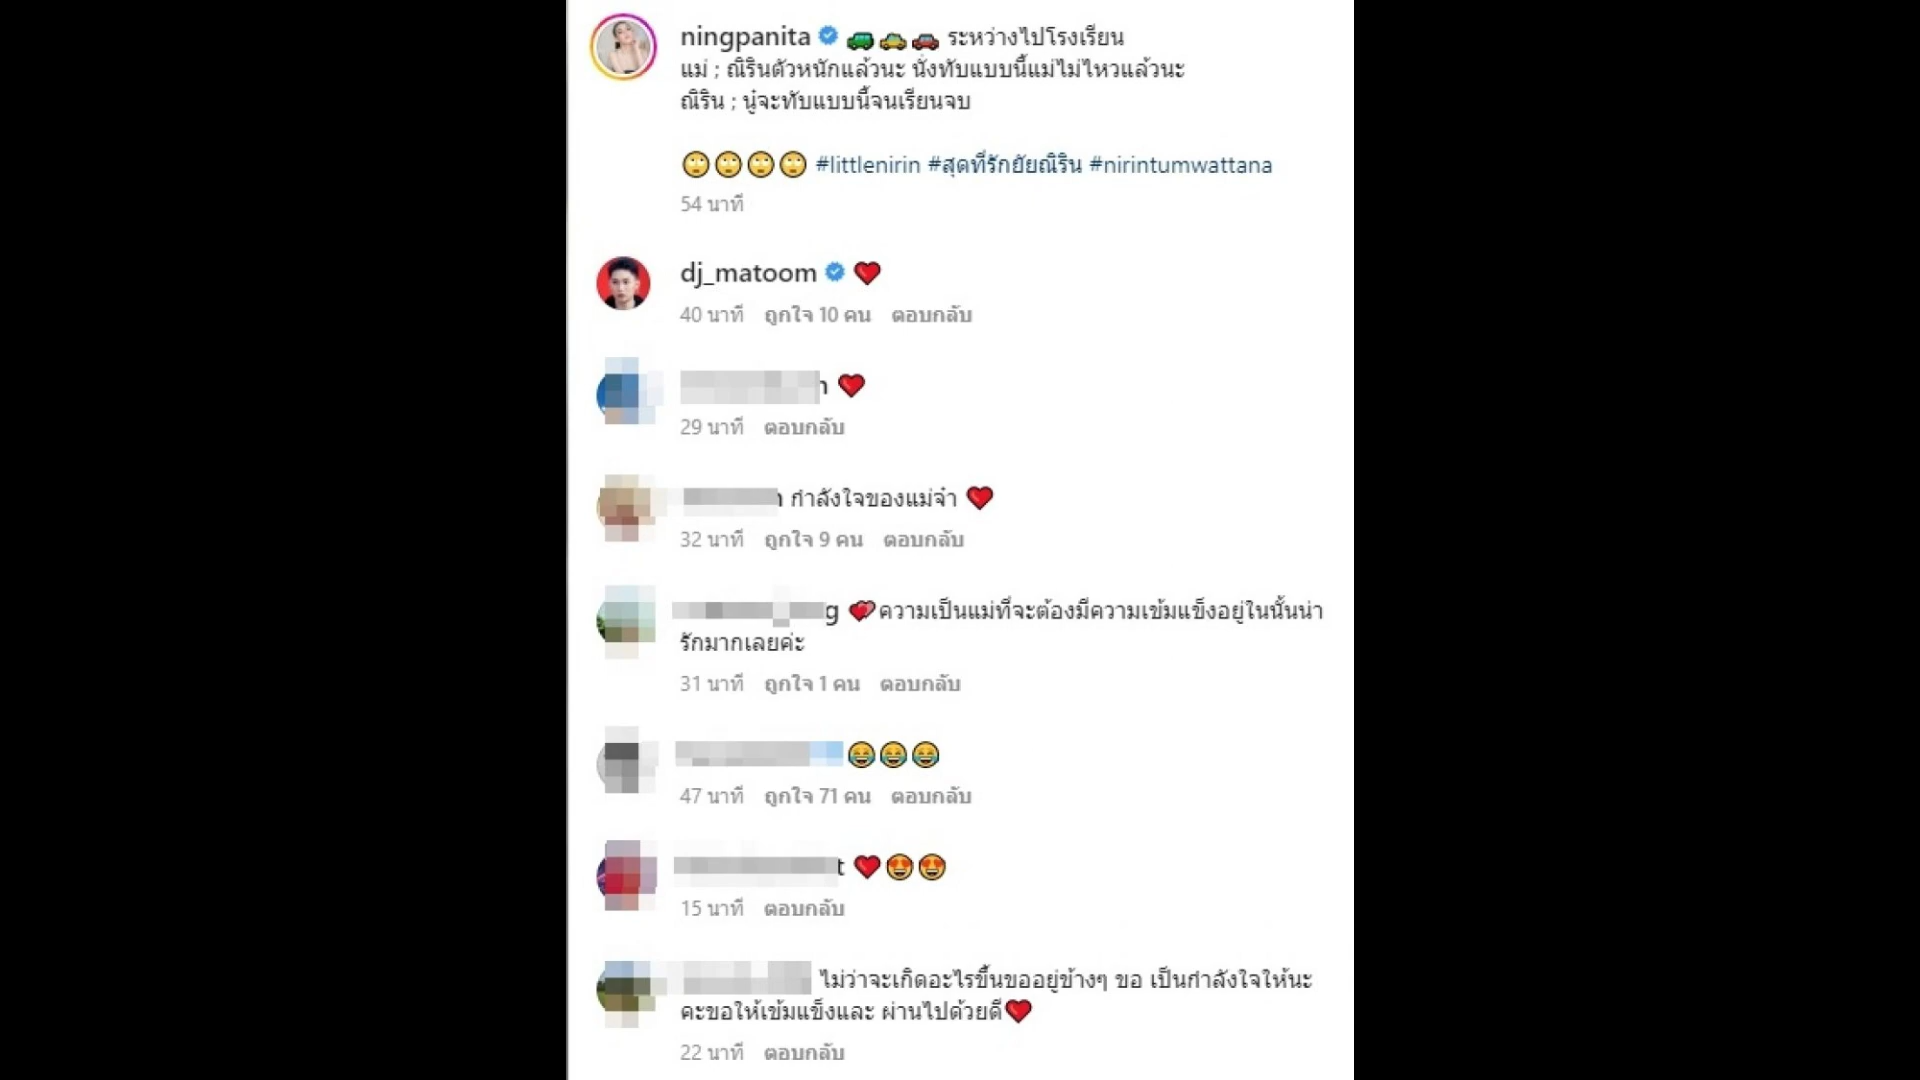 ningpanita 🚙🚕🚗 ระหว่างไปโรงเรียน
แม่ ; ณิรินตัวหนักแล้วนะ นั่งทับแบบนี้แม่ไม่ไหวแล้วนะ
ณิริน ; นู๋จะทับแบบนี้จนเรียนจบ
🙄🙄🙄🙄 #littlenirin #สุดที่รักยัยณิริน #nirintumwattana
54 นาที
dj_matoom ❤️
40 นาที ถูกใจ 10 คน ตอบกลับ
❤️
29 นาที ตอบกลับ
กำลังใจของแม่จ๋า ❤️
32 นาที ถูกใจ 9 คน ตอบกลับ
g 💕ความเป็นแม่ที่จะต้องมีความเข้มแข็งอยู่ในนั้นน่า
รักมากเลยค่ะ
31 นาที ถูกใจ 1 คน ตอบกลับ
😂😂😂
47 นาที ถูกใจ 71 คน ตอบกลับ
t ❤️😍😍
15 นาที ตอบกลับ
ไม่ว่าจะเกิดอะไรขึ้นขออยู่ข้างๆ ขอ เป็นกำลังใจให้นะ
คะขอให้เข้มแข็งและ ผ่านไปด้วยดี❤️
22 นาที ตอบกลับ